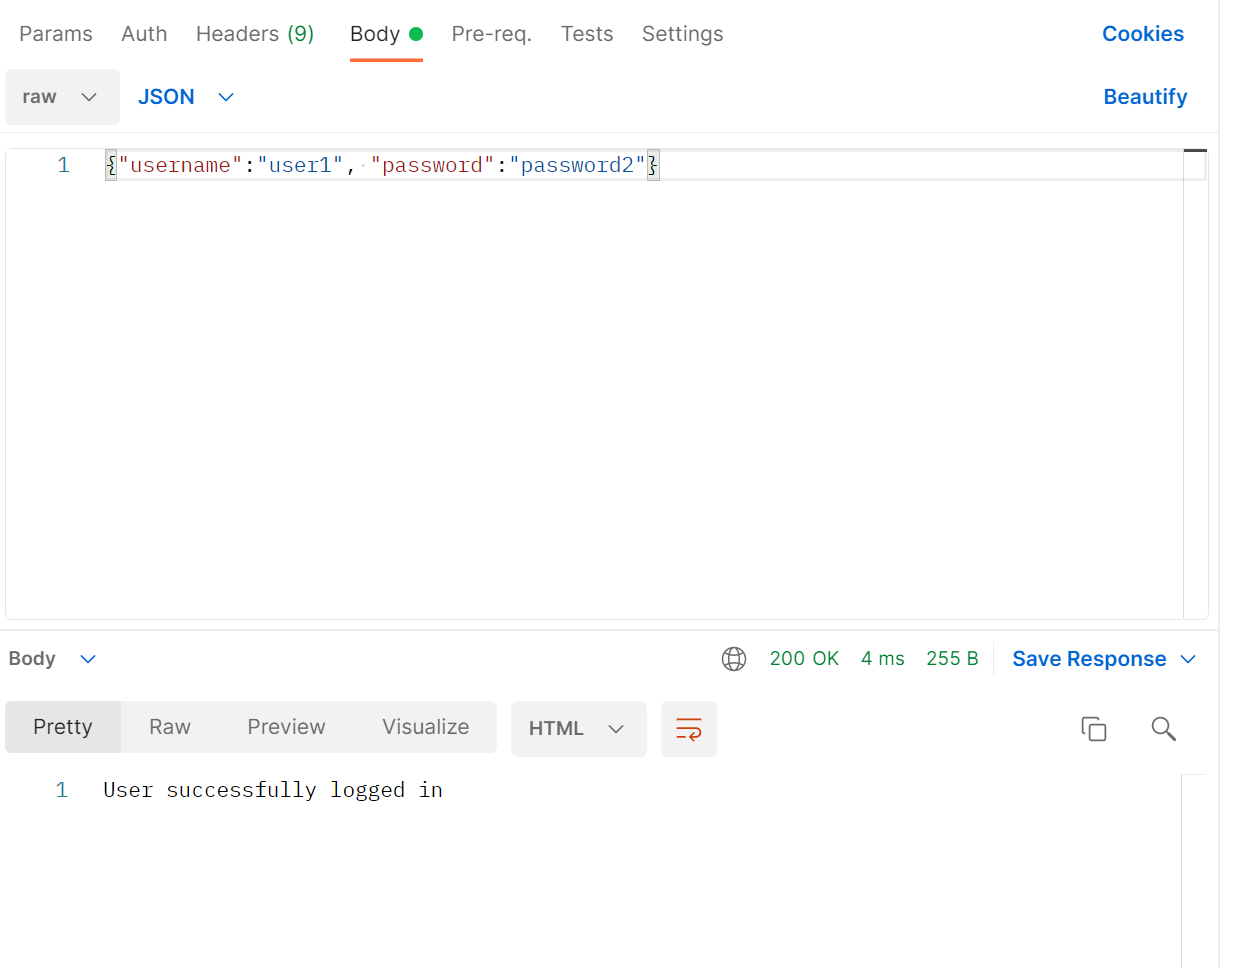 Params Auth Headers (9) Body Pre-req. Tests Settings Cookies
raw JSON Beautify
1 {"username":"user1", "password":"password2"}
Body 200 OK 4 ms 255 B Save Response
Pretty Raw Preview Visualize HTML
1 User successfully logged in